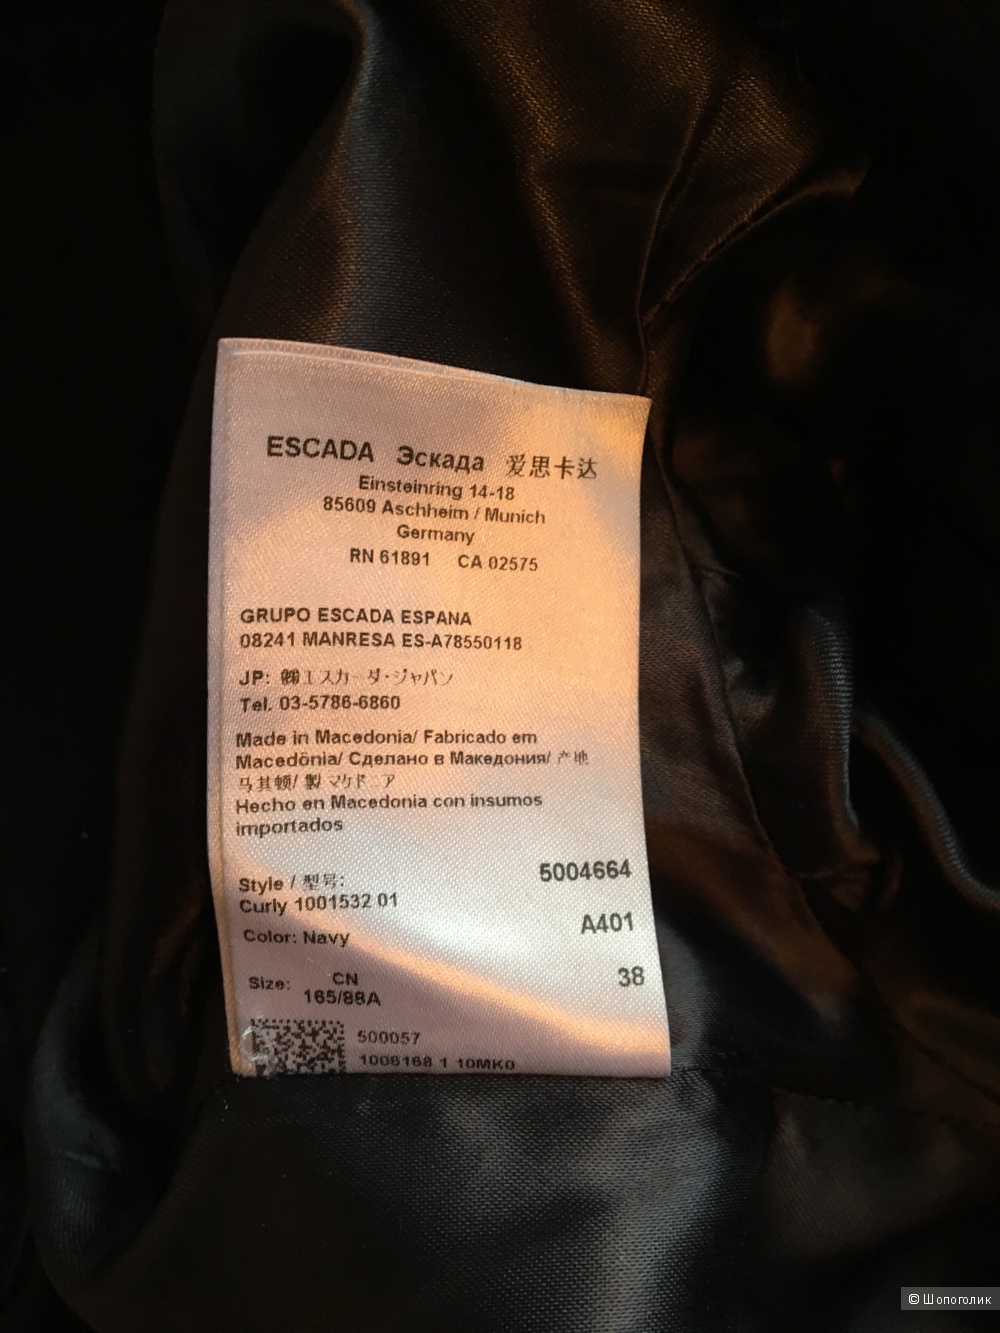 ESCADA Эскада 爱思卡达
Einsteinring 14-18
85609 Aschheim / Munich
Germany
RN 61891 CA 02575
GRUPO ESCADA ESPANA
08241 MANRESA ES-A78550118
JP: ㈱エスカーダ・ジャパン
Tel. 03-5786-6860
Made in Macedonia/ Fabricado em
Macedônia/ Сделано в Македония/ 产地
马其顿/ 製 マケドニア
Hecho en Macedonia con insumos
importados
Style / 型号: 5004664
Curly 1001532 01
Color: Navy A401
Size: CN 38
165/88A
500057
1006168 1 10MK0
© Шопоголик